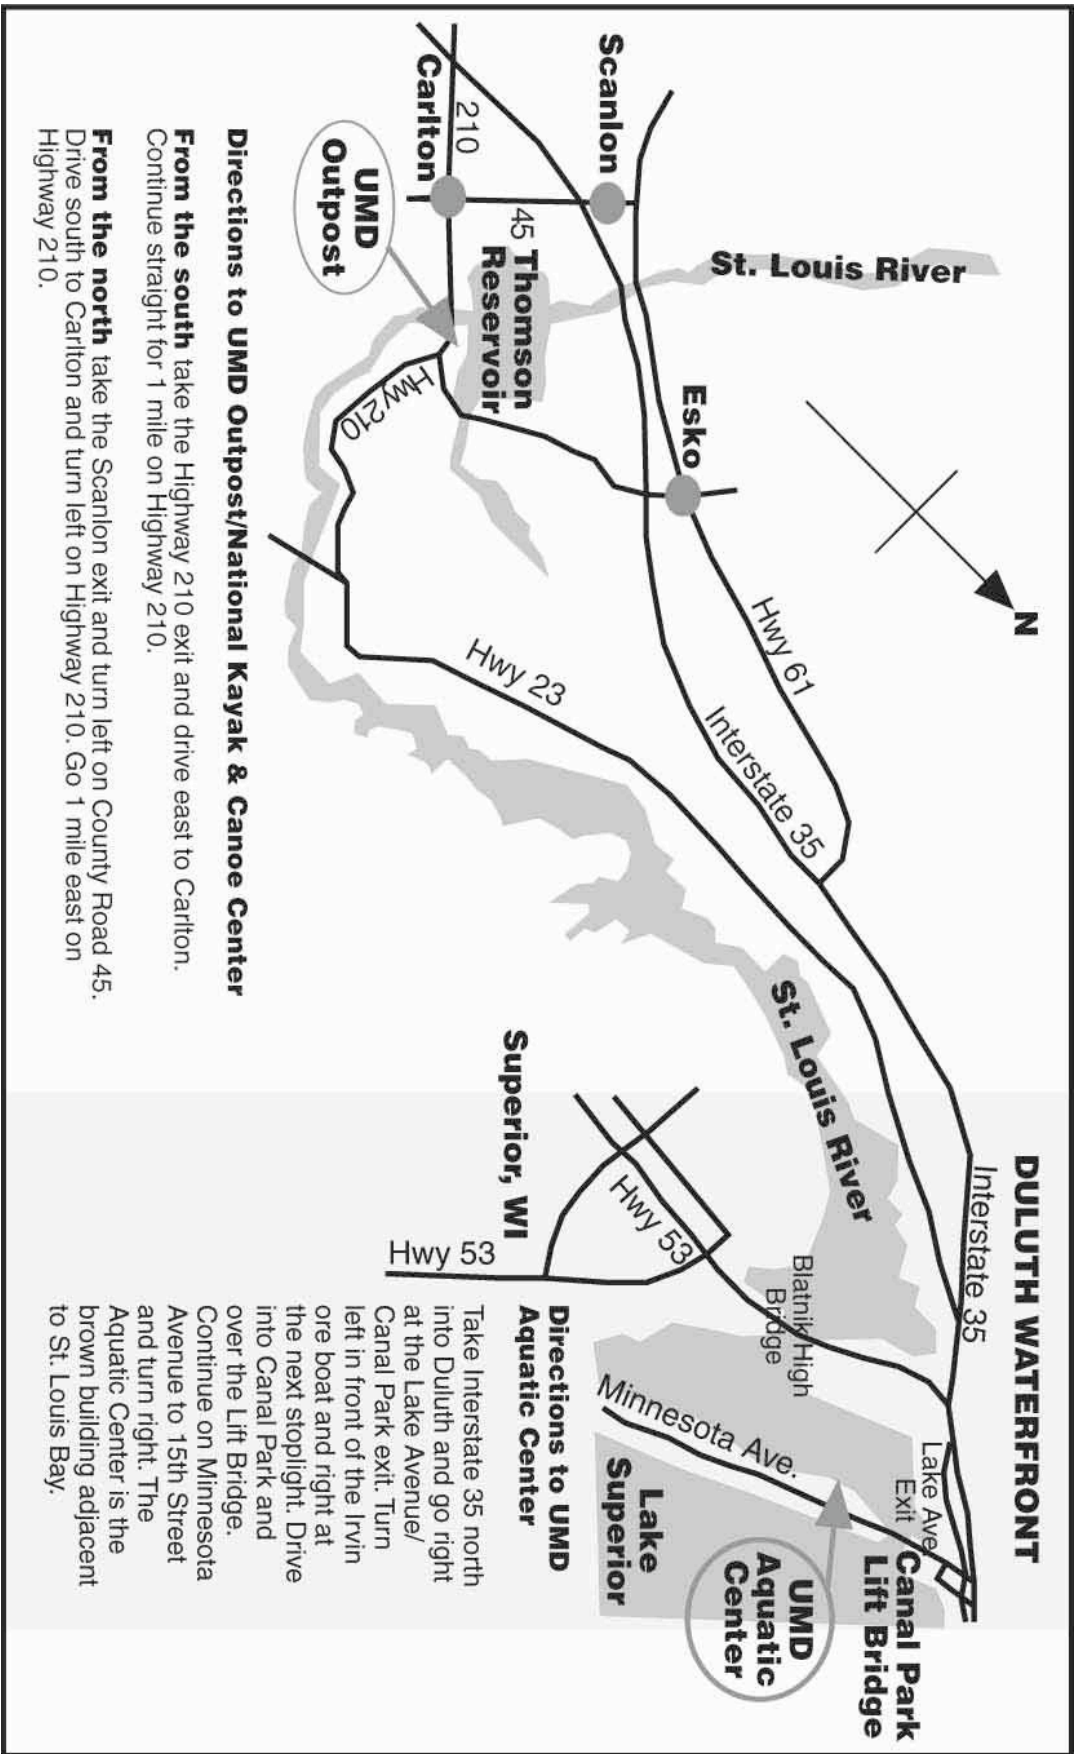 DULUTH WATERFRONT
N
St. Louis River
Scanlon
Esko
Hwy 61
Interstate 35
Interstate 35
Thomson
Reservoir
45
210
Carlton
UMD
Outpost
Hwy210
Hwy 23
St. Louis River
Lake Ave
Exit
Canal Park
Lift Bridge
Blatnik High
Bridge
Minnesota Ave.
UMD
Aquatic
Center
Lake
Superior
Hwy 53
Superior, WI
Hwy 53
Directions to UMD Outpost/National Kayak & Canoe Center
From the south take the Highway 210 exit and drive east to Carlton.
Continue straight for 1 mile on Highway 210.
From the north take the Scanlon exit and turn left on County Road 45.
Drive south to Carlton and turn left on Highway 210. Go 1 mile east on
Highway 210.
Directions to UMD
Aquatic Center
Take Interstate 35 north
into Duluth and go right
at the Lake Avenue/
Canal Park exit. Turn
left in front of the Irvin
ore boat and right at
the next stoplight. Drive
into Canal Park and
over the Lift Bridge.
Continue on Minnesota
Avenue to 15th Street
and turn right. The
Aquatic Center is the
brown building adjacent
to St. Louis Bay.